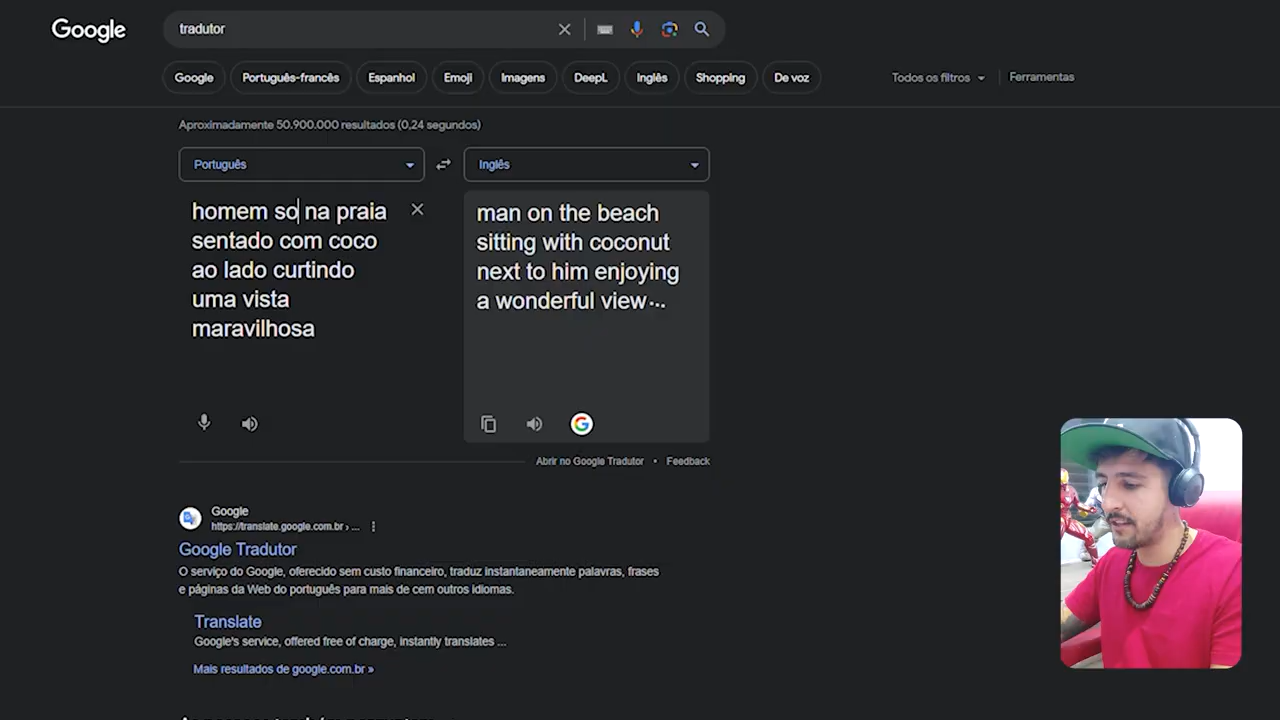 Google
tradutor
Google
Português-francês
Espanhol
Emoji
Imagens
DeepL
Inglês
Shopping
De voz
Todos os filtros
Ferramentas
Aproximadamente 50.900.000 resultados (0,24 segundos)
Português
Inglês
homem so na praia
sentado com coco
ao lado curtindo
uma vista
maravilhosa
man on the beach
sitting with coconut
next to him enjoying
a wonderful view...
Abrir no Google Tradutor • Feedback
Google
https://translate.google.com.br › ...
Google Tradutor
O serviço do Google, oferecido sem custo financeiro, traduz instantaneamente palavras, frases
e páginas da Web do português para mais de cem outros idiomas.
Translate
Google's service, offered free of charge, instantly translates ...
Mais resultados de google.com.br »